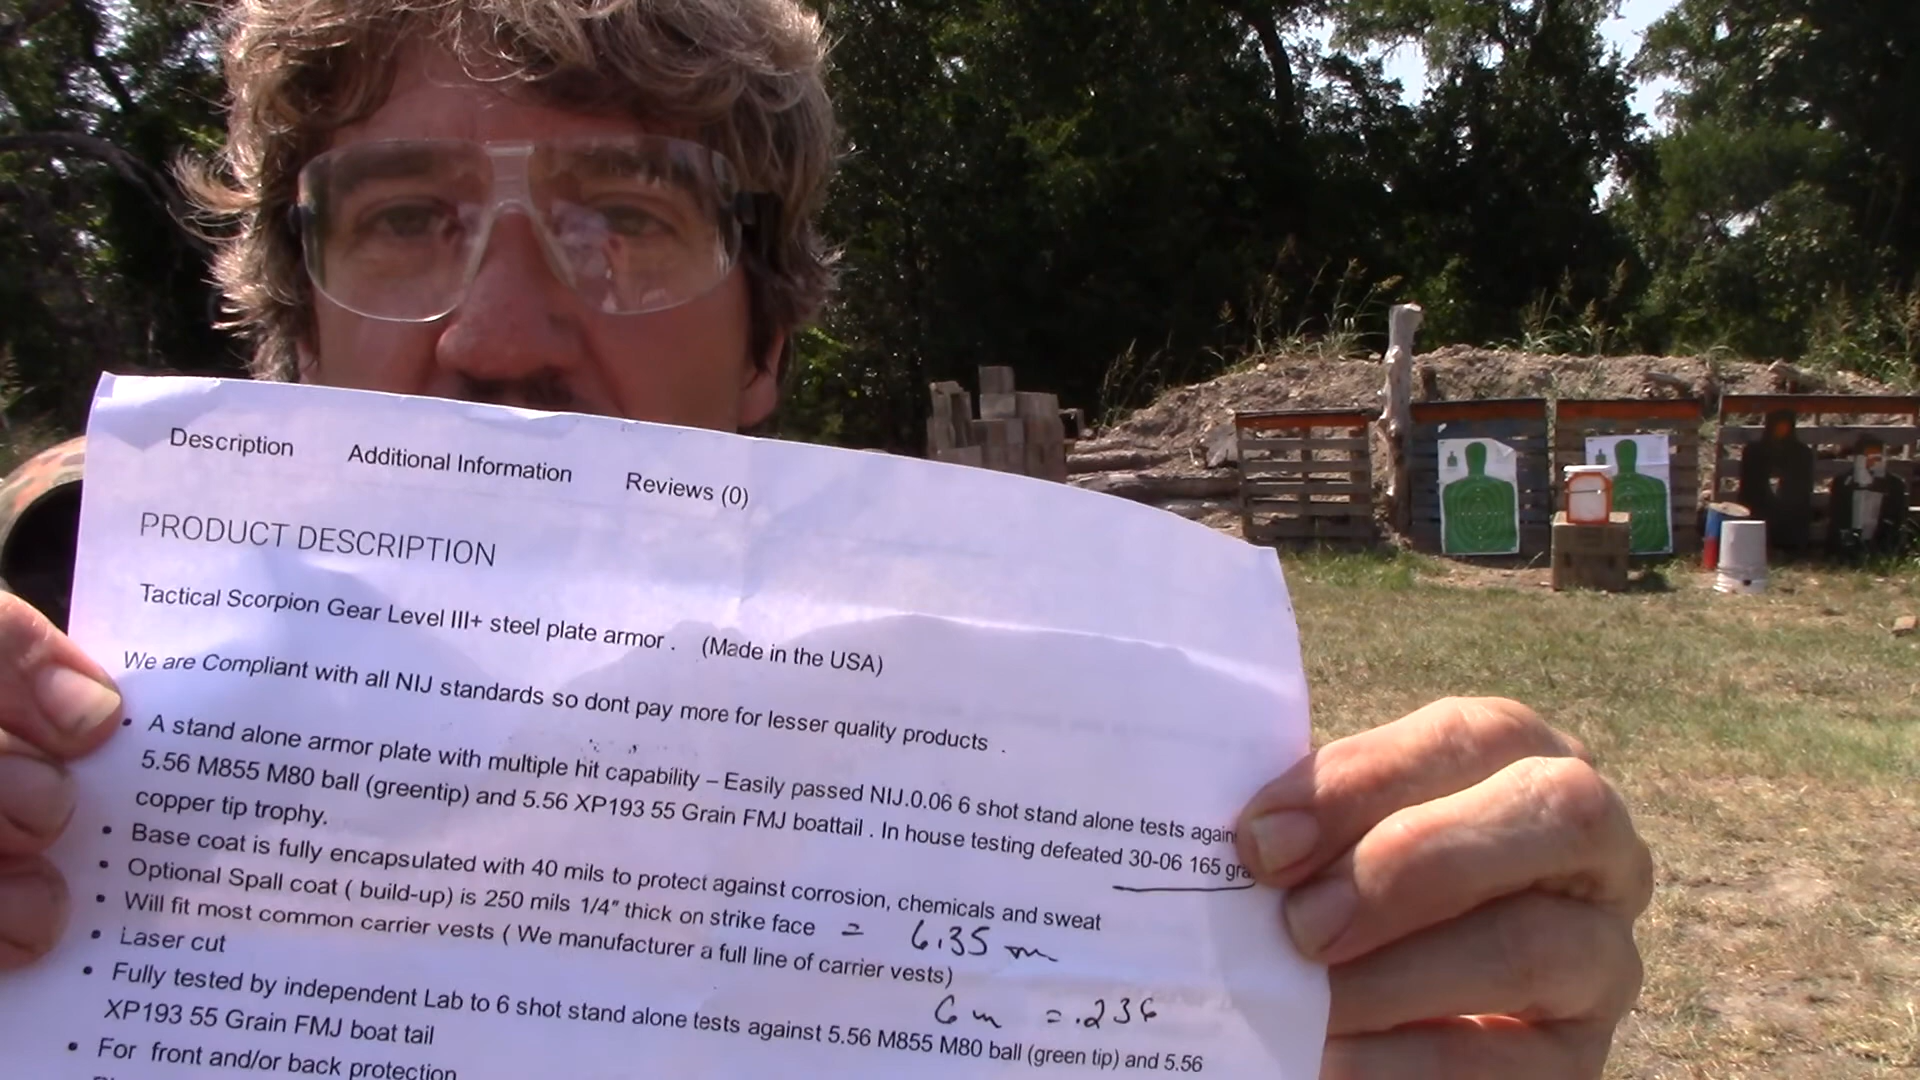 Description Additional Information Reviews (0)
PRODUCT DESCRIPTION
Tactical Scorpion Gear Level III+ steel plate armor . (Made in the USA)
We are Compliant with all NIJ standards so dont pay more for lesser quality products .
• A stand alone armor plate with multiple hit capability – Easily passed NIJ.0.06 6 shot stand alone tests again
5.56 M855 M80 ball (greentip) and 5.56 XP193 55 Grain FMJ boattail . In house testing defeated 30-06 165 gra
copper tip trophy.
• Base coat is fully encapsulated with 40 mils to protect against corrosion, chemicals and sweat
• Optional Spall coat ( build-up) is 250 mils 1/4" thick on strike face = 6.35 m
• Will fit most common carrier vests ( We manufacturer a full line of carrier vests)
• Laser cut
6 m = .236
• Fully tested by independent Lab to 6 shot stand alone tests against 5.56 M855 M80 ball (green tip) and 5.56
XP193 55 Grain FMJ boat tail
• For front and/or back protection